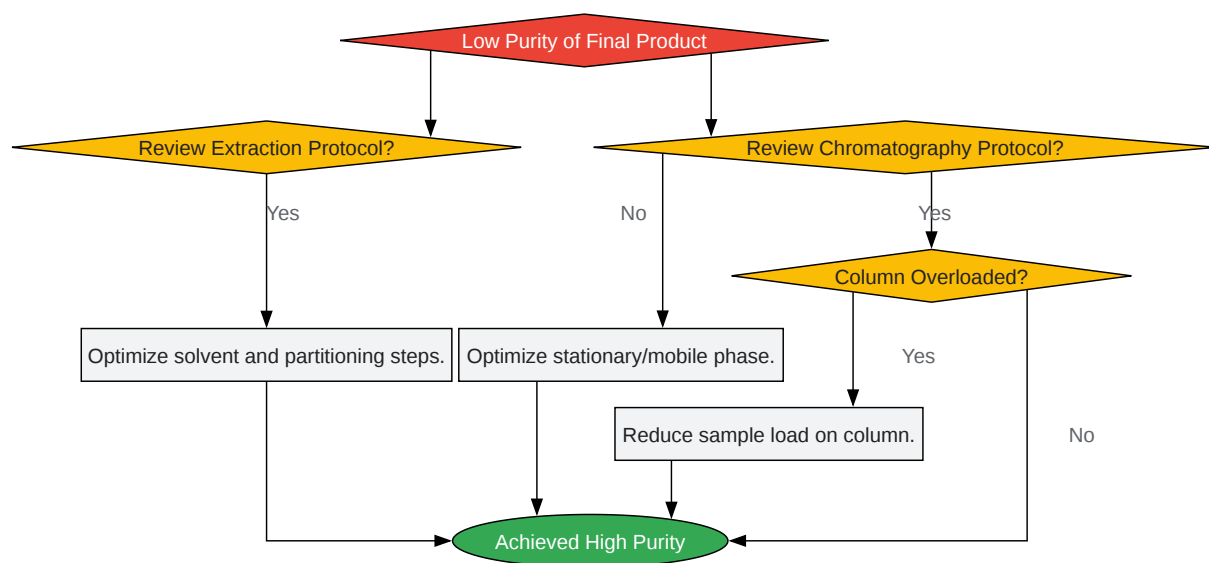 Low Purity of Final Product
Review Extraction Protocol?
Review Chromatography Protocol?
Yes
No
Yes
Column Overloaded?
Optimize solvent and partitioning steps.
Optimize stationary/mobile phase.
Yes
Reduce sample load on column.
No
Achieved High Purity